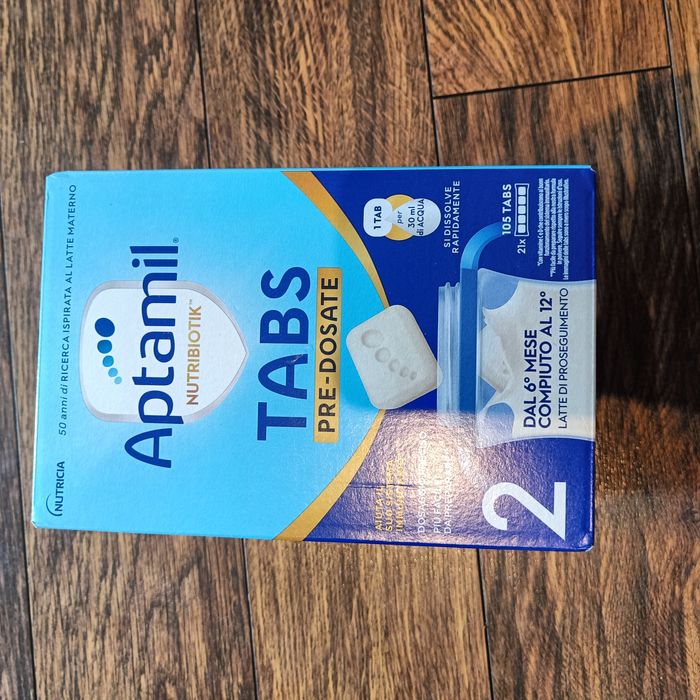 NUTRICIA
50 anni di RICERCA ISPIRATA AL LATTE MATERNO
Aptamil®
NUTRIBIOTIK™
TABS
PRE-DOSATE
1 TAB
per
30 ml
di ACQUA
SI DISSOLVE
RAPIDAMENTE
105 TABS
21x
DAL 6° MESE
COMPIUTO AL 12°
LATTE DI PROSEGUIMENTO
2